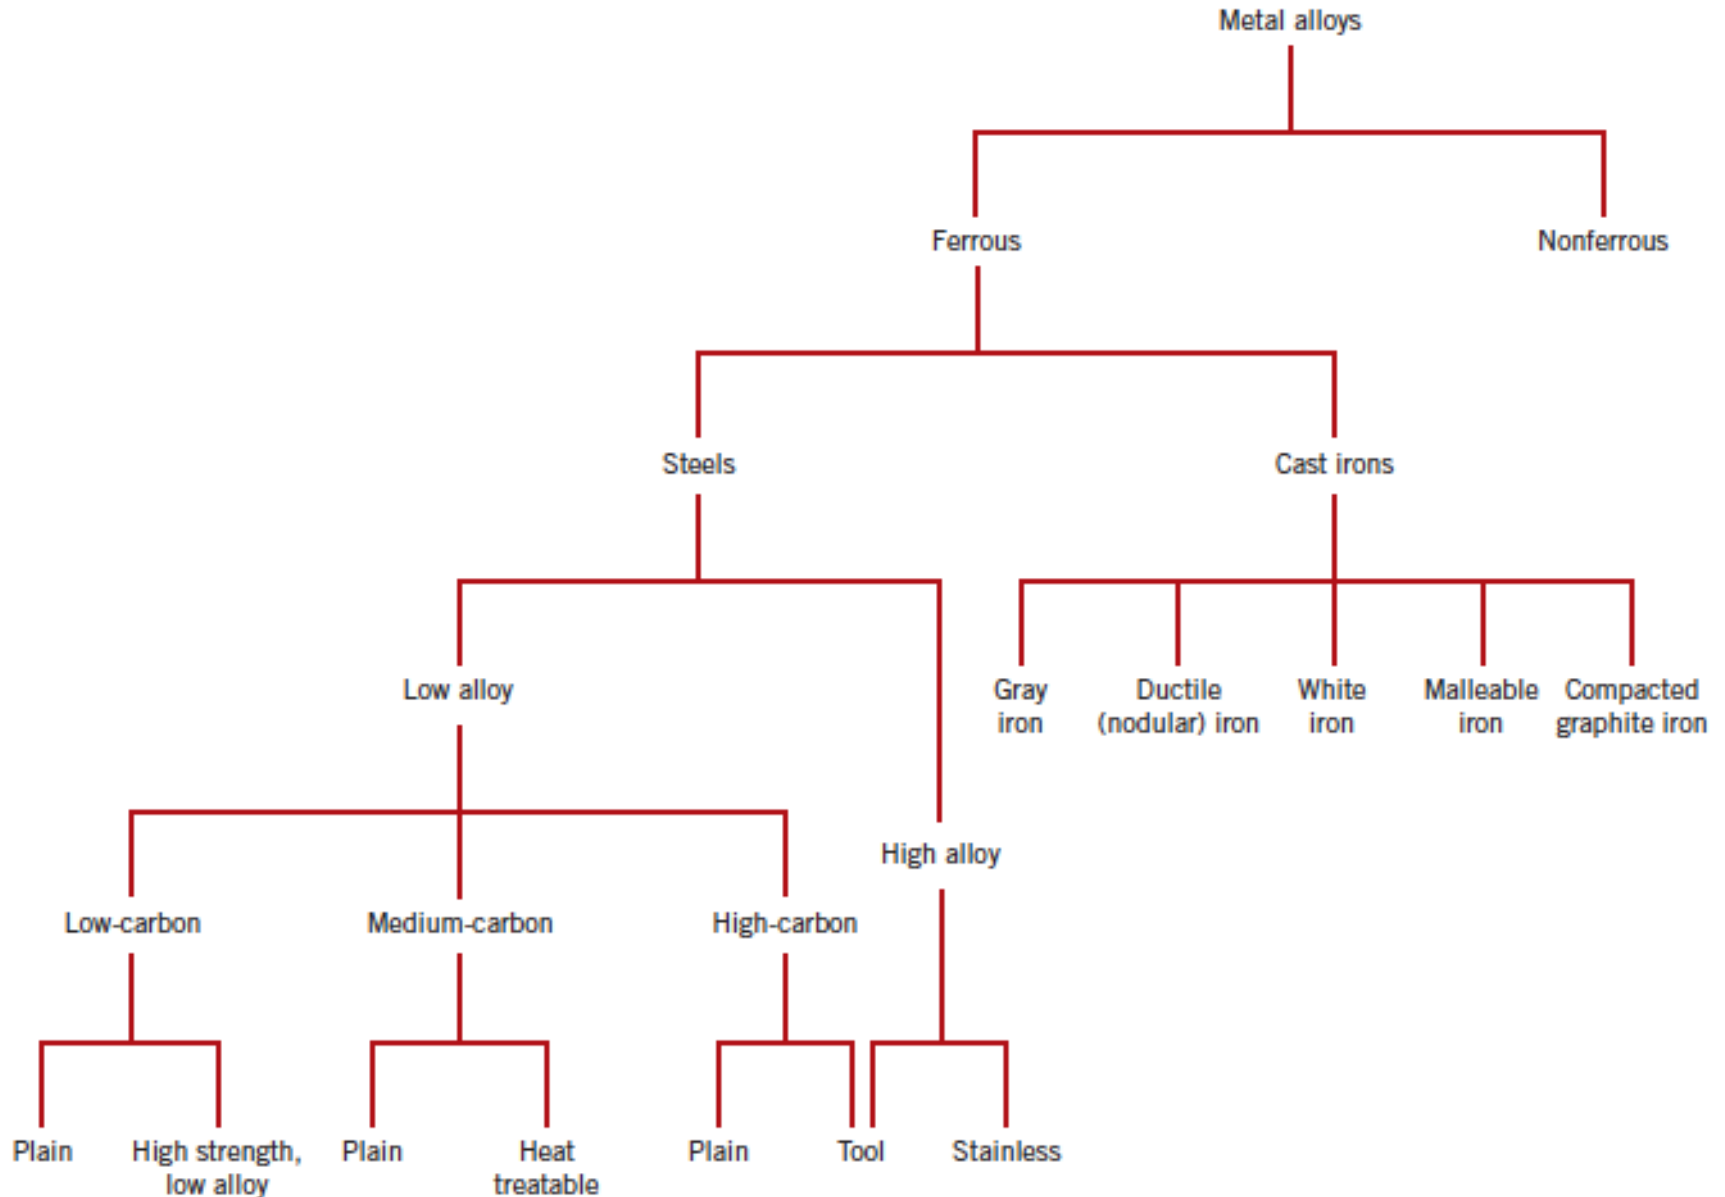 Metal alloys
Ferrous
Nonferrous
Steels
Cast irons
Low alloy
Gray
iron
Ductile
(nodular) iron
White
iron
Malleable
iron
Compacted
graphite iron
High alloy
Low-carbon
Medium-carbon
High-carbon
Plain
High strength,
low alloy
Plain
Heat
treatable
Plain
Tool
Stainless